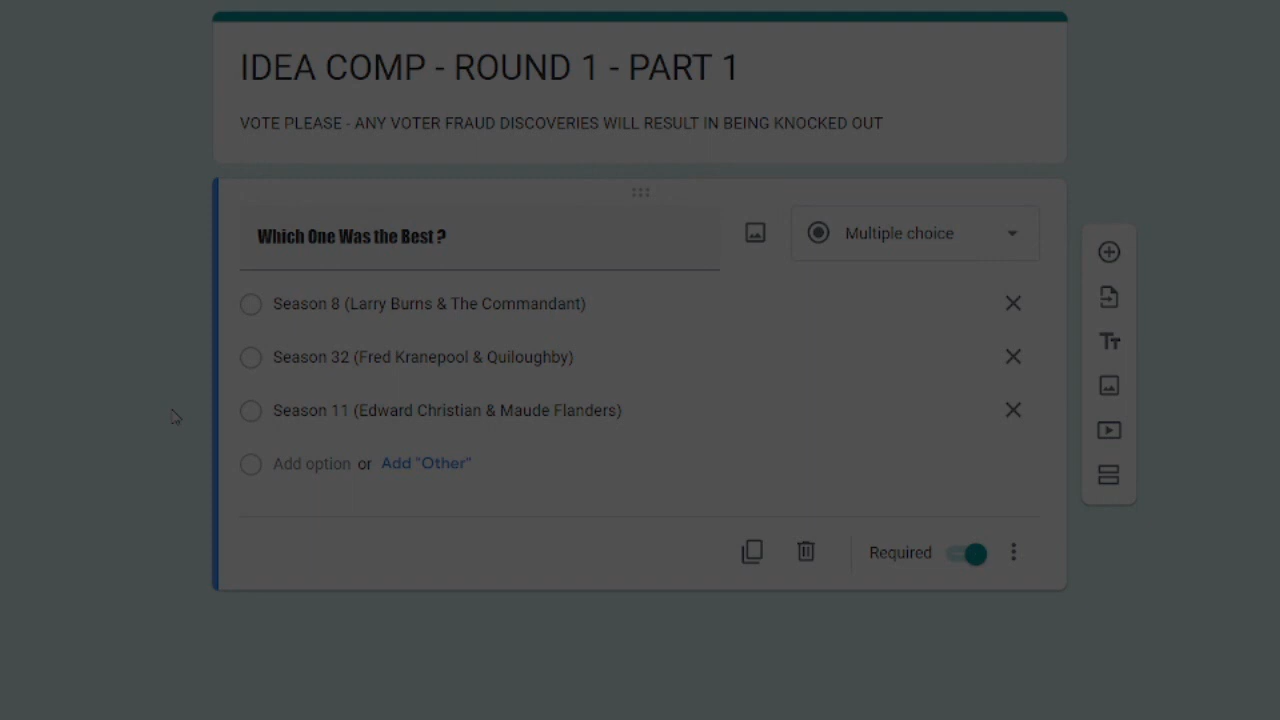 IDEA COMP - ROUND 1 - PART 1
VOTE PLEASE - ANY VOTER FRAUD DISCOVERIES WILL RESULT IN BEING KNOCKED OUT
Which One Was the Best ?
Multiple choice
Season 8 (Larry Burns & The Commandant)
Season 32 (Fred Kranepool & Quiloughby)
Season 11 (Edward Christian & Maude Flanders)
Add option or Add "Other"
Required